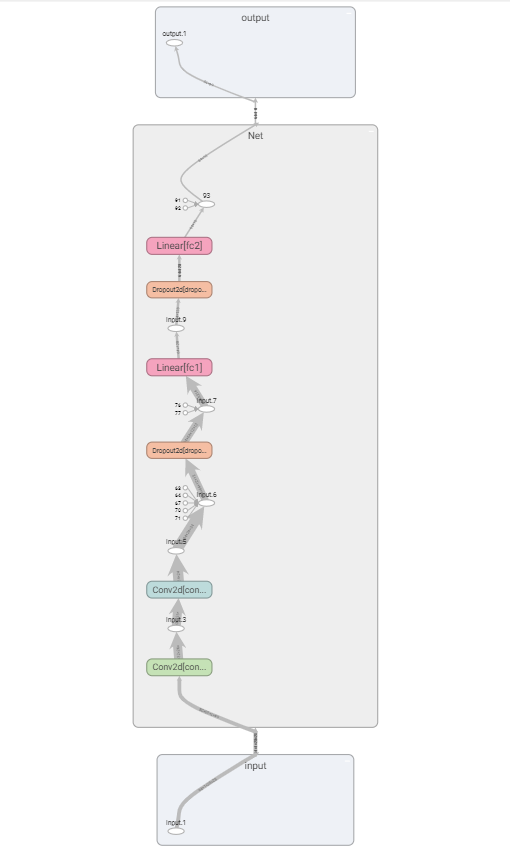 output
output.1
Net
93
91
92
Linear[fc2]
Dropout2d[dropo...
input.9
Linear[fc1]
input.7
76
77
Dropout2d[dropo...
input.6
63
64
67
70
71
input.5
Conv2d[con...
input.3
Conv2d[con...
input
input.1